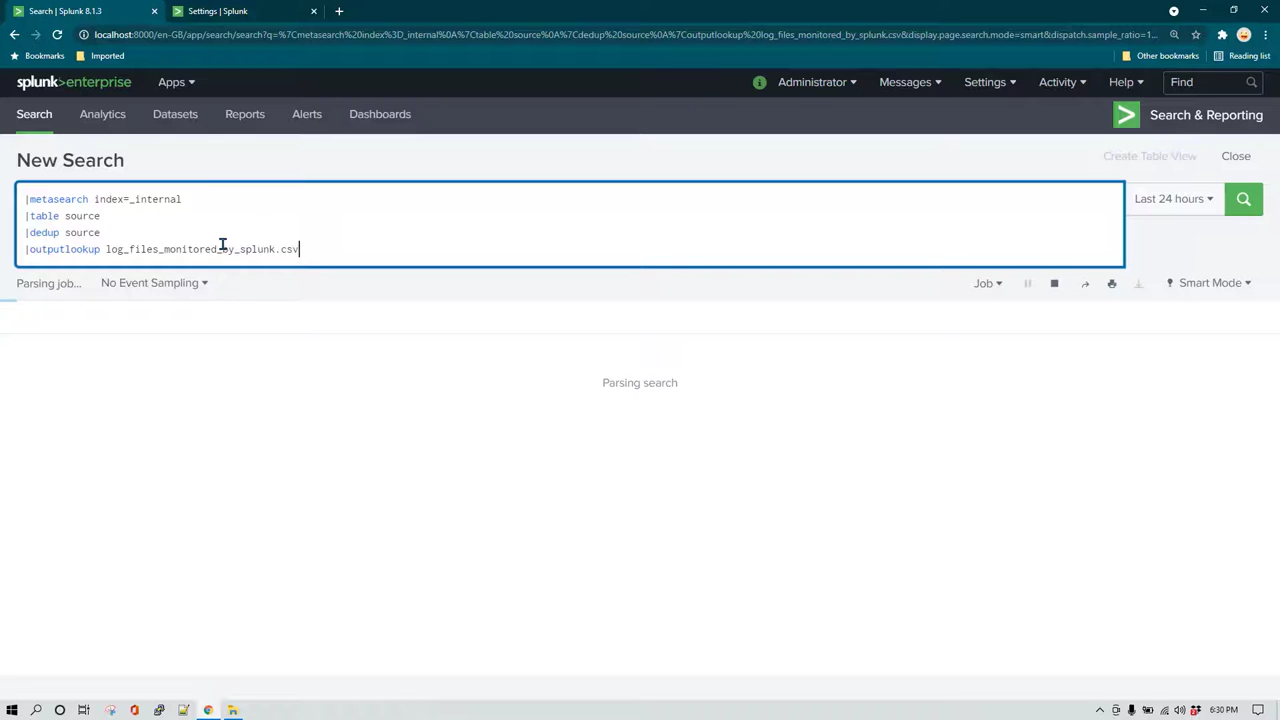 Search | Splunk 8.1.3
Settings | Splunk
localhost:8000/en-GB/app/search/search?q=%7Cmetasearch%20index%3D_internal%0A%7Ctable%20source%0A%7Cdedup%20source%0A%7Coutputlookup%20log_files_monitored_by_splunk.csv&display.page.search.mode=smart&dispatch.sample_ratio=1...
Bookmarks Imported Other bookmarks Reading list
splunk>enterprise Apps Administrator Messages Settings Activity Help Find
Search Analytics Datasets Reports Alerts Dashboards > Search & Reporting
New Search Create Table View Close
|metasearch index=_internal
|table source
|dedup source
|outputlookup log_files_monitored_by_splunk.csv
Last 24 hours
Parsing job... No Event Sampling Job Smart Mode
Parsing search
6:30 PM